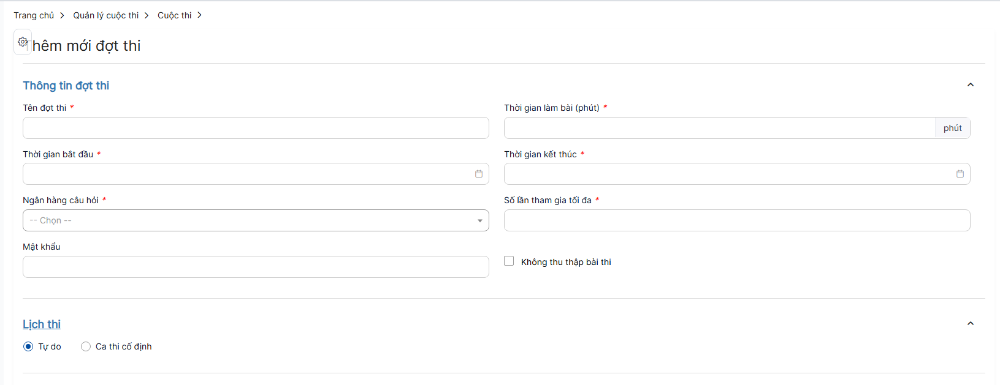 Trang chủ > Quản lý cuộc thi > Cuộc thi >
hêm mới đợt thi
Thông tin đợt thi
Tên đợt thi *
Thời gian làm bài (phút) *
phút
Thời gian bắt đầu *
Thời gian kết thúc *
Ngân hàng câu hỏi *
Số lần tham gia tối đa *
-- Chọn --
Mật khẩu
Không thu thập bài thi
Lịch thi
Tự do
Ca thi cố định